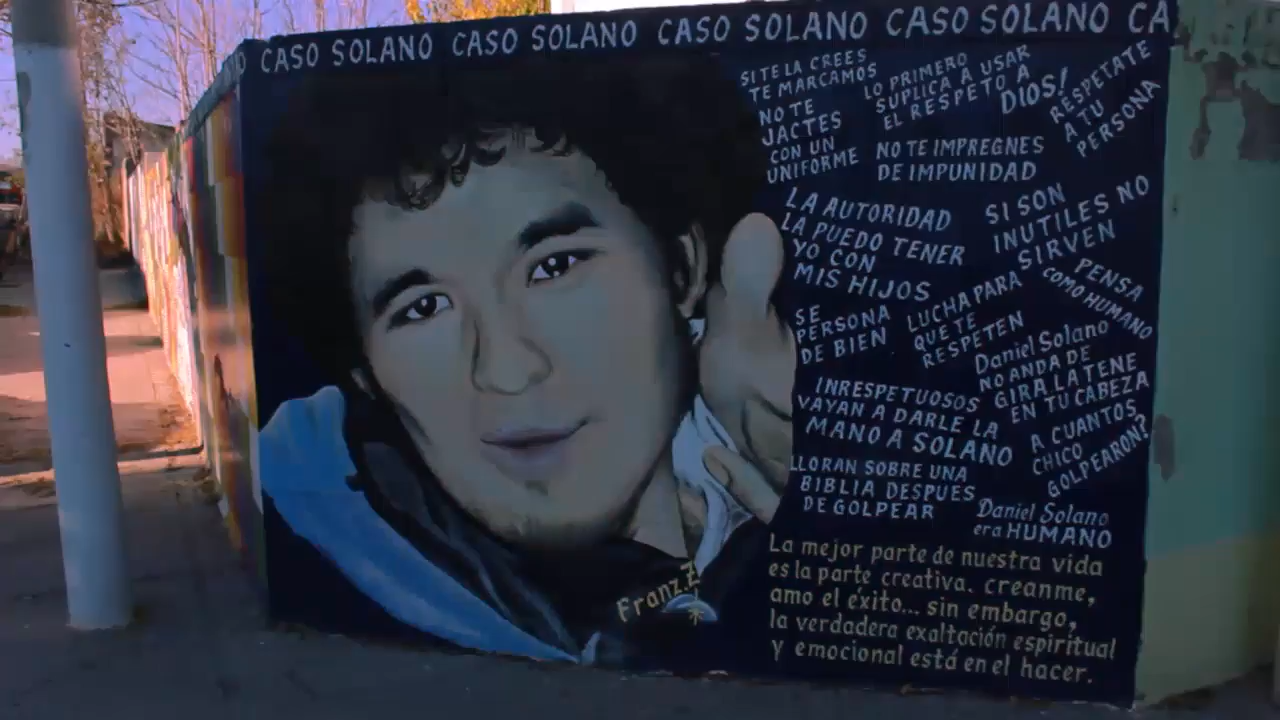 NO CASO SOLANO CASO SOLANO CASO SOLANO CASO SOLANO CA
SI TE LA CREES
TE MARCAMOS
NO TE
JACTES
CON UN
UNIFORME
LO PRIMERO
SUPLICA A USAR
EL RESPETO A
DIOS!
RESPETATE
A TU
PERSONA
NO TE IMPREGNES
DE IMPUNIDAD
LA AUTORIDAD
LA PUEDO TENER
YO CON
MIS HIJOS
SI SON
INUTILES NO
SIRVEN
PENSA
COMO HUMANO
SE
PERSONA
DE BIEN
LUCHA PARA
QUE TE
RESPETEN
Daniel Solano
NO ANDA DE
GIRA, LA TENE
EN TU CABEZA
INRESPETUOSOS
VAYAN A DARLE LA
MANO A SOLANO
A CUANTOS
CHICO
GOLPEARON?
LLORAN SOBRE UNA
BIBLIA DESPUES
DE GOLPEAR
Daniel Solano
era HUMANO
La mejor parte de nuestra vida
es la parte creativa. creanme,
amo el éxito... sin embargo,
la verdadera exaltación espiritual
y emocional está en el hacer.
Franz.Z